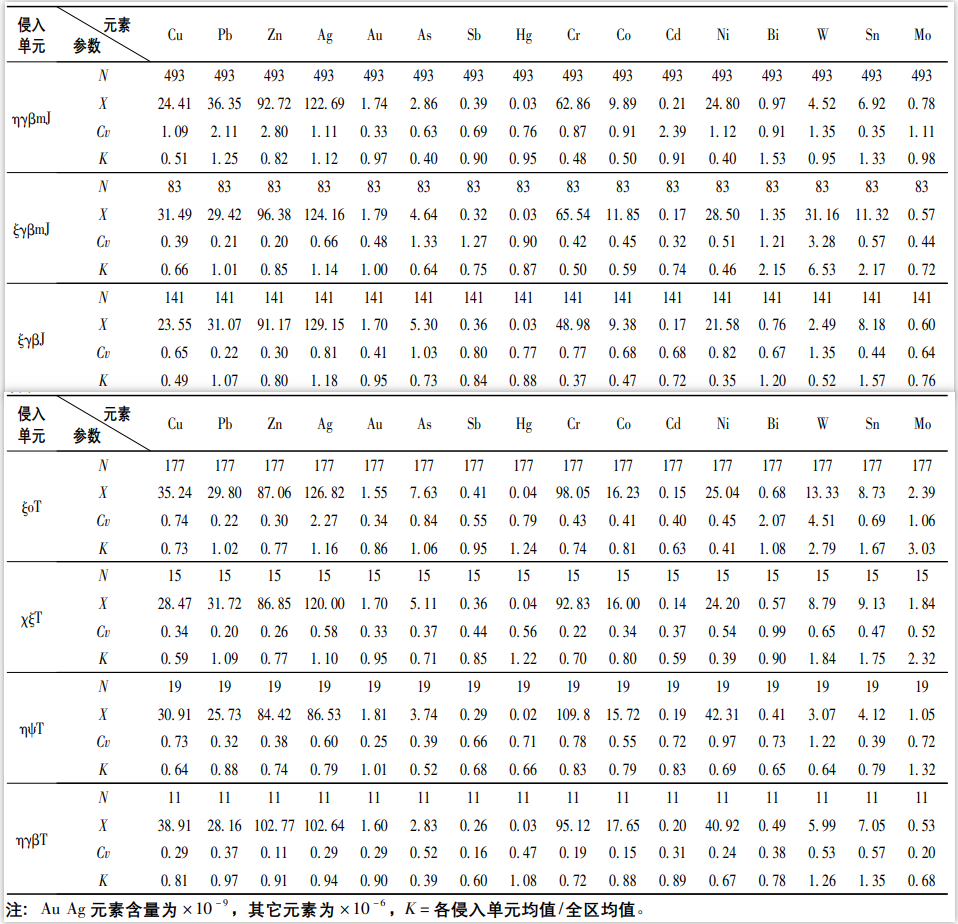 侵入 元素 Cu Pb Zn Ag Au As Sb Hg Cr Co Cd Ni Bi W Sn Mo
单元 参数
N 493 493 493 493 493 493 493 493 493 493 493 493 493 493 493 493
ηγβmJ X 24.41 36.35 92.72 122.69 1.74 2.86 0.39 0.03 62.86 9.89 0.21 24.80 0.97 4.52 6.92 0.78
Cv 1.09 2.11 2.80 1.11 0.33 0.63 0.69 0.76 0.87 0.91 2.39 1.12 0.91 1.35 0.35 1.11
K 0.51 1.25 0.82 1.12 0.97 0.40 0.90 0.95 0.48 0.50 0.91 0.40 1.53 0.95 1.33 0.98
N 83 83 83 83 83 83 83 83 83 83 83 83 83 83 83 83
ξγβmJ X 31.49 29.42 96.38 124.16 1.79 4.64 0.32 0.03 65.54 11.85 0.17 28.50 1.35 31.16 11.32 0.57
Cv 0.39 0.21 0.20 0.66 0.48 1.33 1.27 0.90 0.42 0.45 0.32 0.51 1.21 3.28 0.57 0.44
K 0.66 1.01 0.85 1.14 1.00 0.64 0.75 0.87 0.50 0.59 0.74 0.46 2.15 6.53 2.17 0.72
N 141 141 141 141 141 141 141 141 141 141 141 141 141 141 141 141
ξγβJ X 23.55 31.07 91.17 129.15 1.70 5.30 0.36 0.03 48.98 9.38 0.17 21.58 0.76 2.49 8.18 0.60
Cv 0.65 0.22 0.30 0.81 0.41 1.03 0.80 0.77 0.77 0.68 0.68 0.82 0.67 1.35 0.44 0.64
K 0.49 1.07 0.80 1.18 0.95 0.73 0.84 0.88 0.37 0.47 0.72 0.35 1.20 0.52 1.57 0.76
侵入 元素 Cu Pb Zn Ag Au As Sb Hg Cr Co Cd Ni Bi W Sn Mo
单元 参数
N 177 177 177 177 177 177 177 177 177 177 177 177 177 177 177 177
ξoT X 35.24 29.80 87.06 126.82 1.55 7.63 0.41 0.04 98.05 16.23 0.15 25.04 0.68 13.33 8.73 2.39
Cv 0.74 0.22 0.30 2.27 0.34 0.84 0.55 0.79 0.43 0.41 0.40 0.45 2.07 4.51 0.69 1.06
K 0.73 1.02 0.77 1.16 0.86 1.06 0.95 1.24 0.74 0.81 0.63 0.41 1.08 2.79 1.67 3.03
N 15 15 15 15 15 15 15 15 15 15 15 15 15 15 15 15
χξT X 28.47 31.72 86.85 120.00 1.70 5.11 0.36 0.04 92.83 16.00 0.14 24.20 0.57 8.79 9.13 1.84
Cv 0.34 0.20 0.26 0.58 0.33 0.37 0.44 0.56 0.22 0.34 0.37 0.54 0.99 0.65 0.47 0.52
K 0.59 1.09 0.77 1.10 0.95 0.71 0.85 1.22 0.70 0.80 0.59 0.39 0.90 1.84 1.75 2.32
N 19 19 19 19 19 19 19 19 19 19 19 19 19 19 19 19
ηψT X 30.91 25.73 84.42 86.53 1.81 3.74 0.29 0.02 109.8 15.72 0.19 42.31 0.41 3.07 4.12 1.05
Cv 0.73 0.32 0.38 0.60 0.25 0.39 0.66 0.71 0.78 0.55 0.72 0.97 0.73 1.22 0.39 0.72
K 0.64 0.88 0.74 0.79 1.01 0.52 0.68 0.66 0.83 0.79 0.83 0.69 0.65 0.64 0.79 1.32
N 11 11 11 11 11 11 11 11 11 11 11 11 11 11 11 11
ηγβT X 38.91 28.16 102.77 102.64 1.60 2.83 0.26 0.03 95.12 17.65 0.20 40.92 0.49 5.99 7.05 0.53
Cv 0.29 0.37 0.11 0.29 0.29 0.52 0.16 0.47 0.19 0.15 0.31 0.24 0.38 0.53 0.57 0.20
K 0.81 0.97 0.91 0.94 0.90 0.39 0.60 1.08 0.72 0.88 0.89 0.67 0.78 1.26 1.35 0.68
注: Au Ag 元素含量为×10⁻⁹，其它元素为×10⁻⁶，K=各侵入单元均值/全区均值。